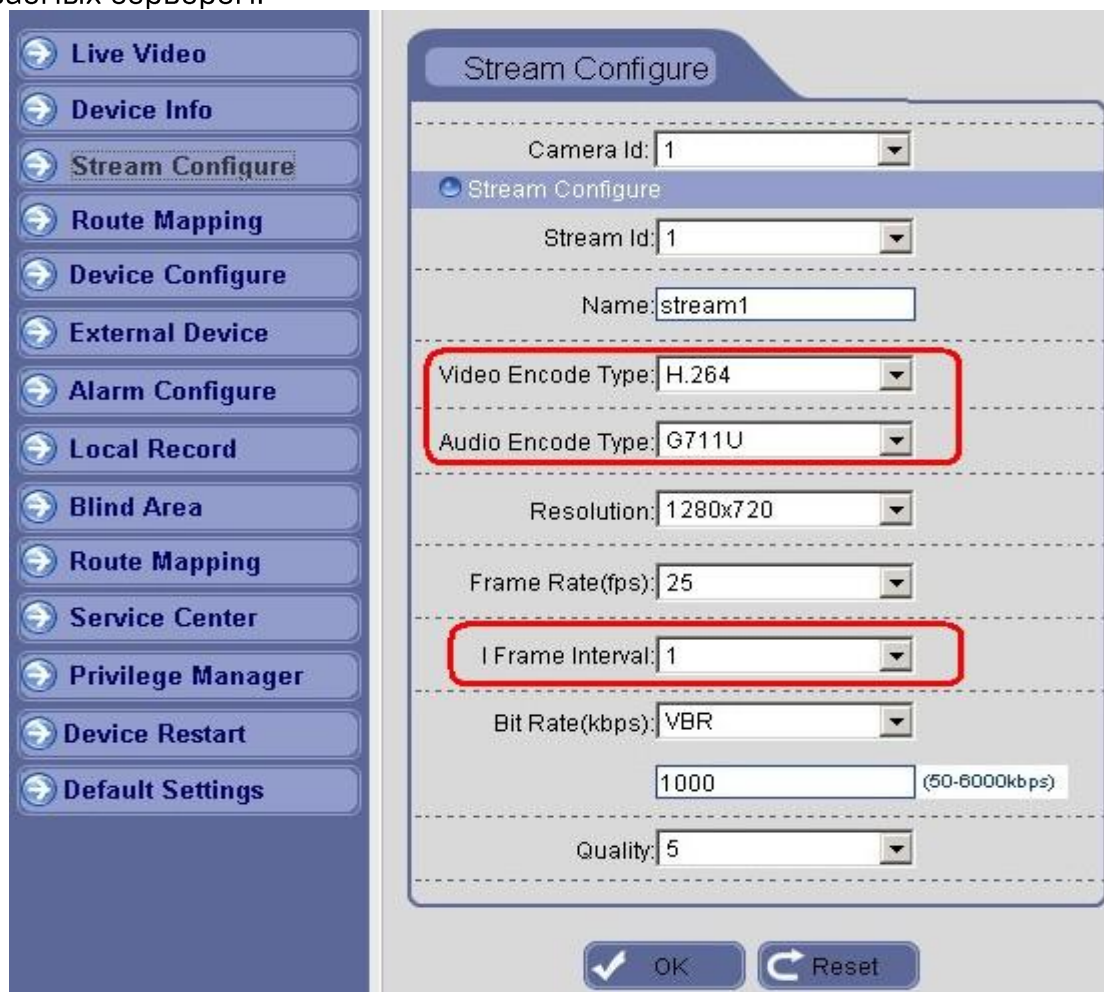 сервером.
Live Video
Device Info
Stream Configure
Route Mapping
Device Configure
External Device
Alarm Configure
Local Record
Blind Area
Route Mapping
Service Center
Privilege Manager
Device Restart
Default Settings
Stream Configure
Camera Id: 1
Stream Configure
Stream Id: 1
Name: stream1
Video Encode Type: H.264
Audio Encode Type: G711U
Resolution: 1280x720
Frame Rate(fps): 25
I Frame Interval: 1
Bit Rate(kbps): VBR
1000 (50-6000kbps)
Quality: 5
OK
Reset